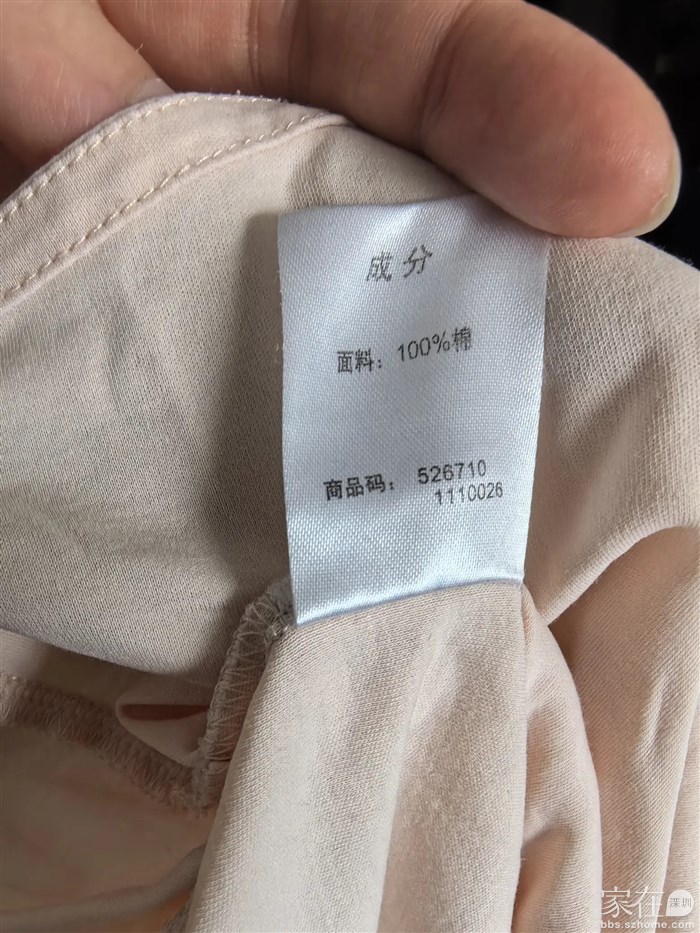 成分
面料：100%棉
商品码：526710
1110026
家在深圳
bbs.szhome.com